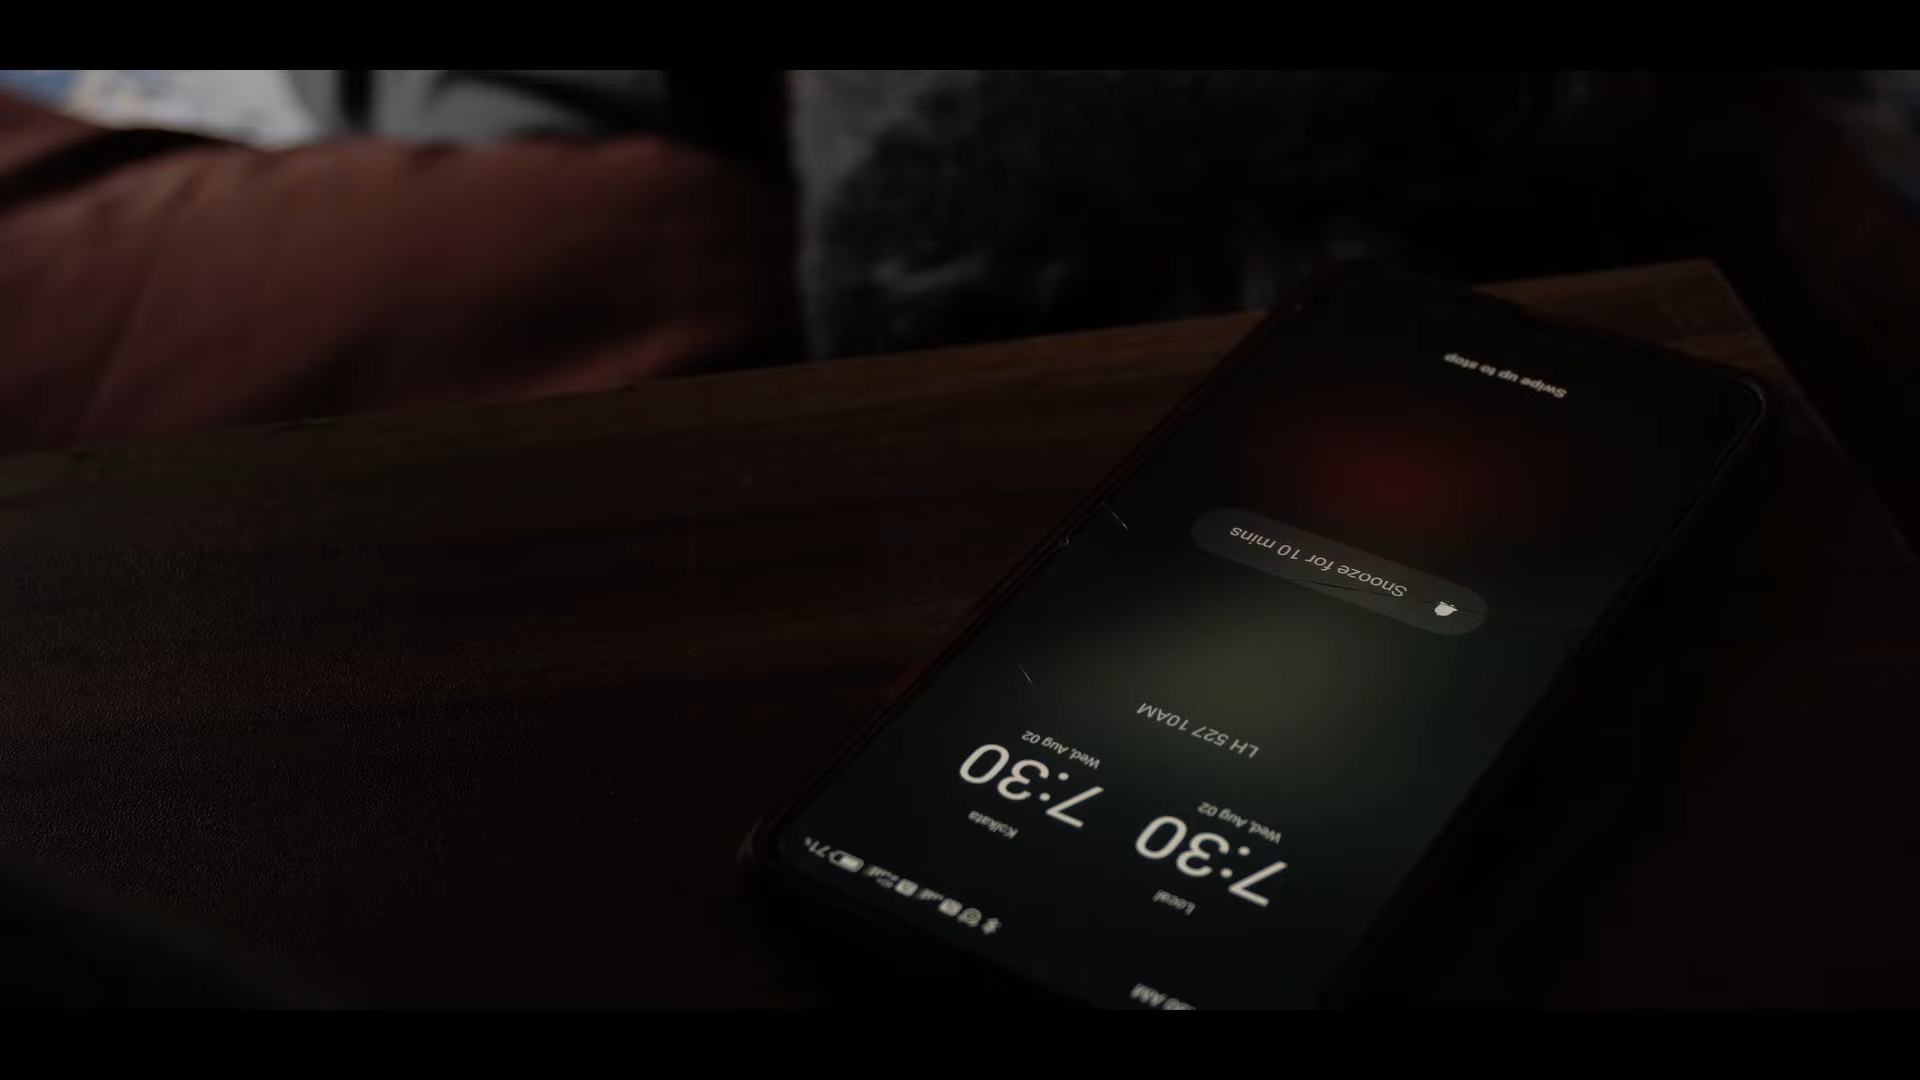 Local
7:30
Wed, Aug 02
Kolkata
7:30
Wed, Aug 02
LH 527 10AM
Snooze for 10 mins
Swipe up to stop